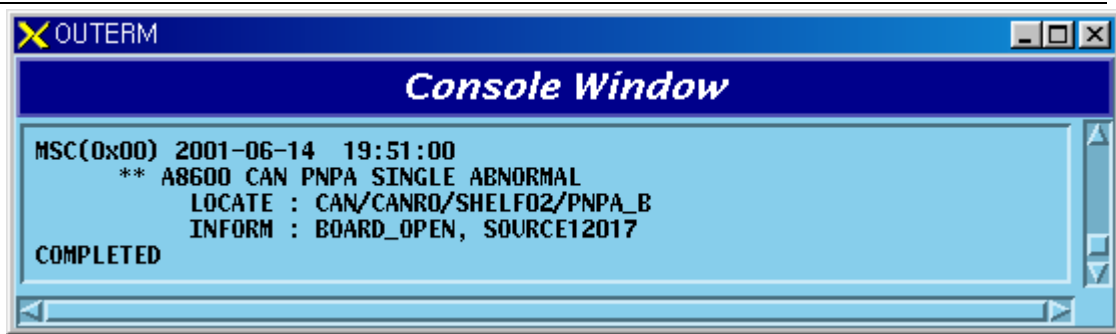 OUTERM
Console Window
MSC(0x00) 2001-06-14 19:51:00
** A8600 CAN PNPA SINGLE ABNORMAL
LOCATE : CAN/CANR0/SHELF02/PNPA_B
INFORM : BOARD_OPEN, SOURCE12017
COMPLETED